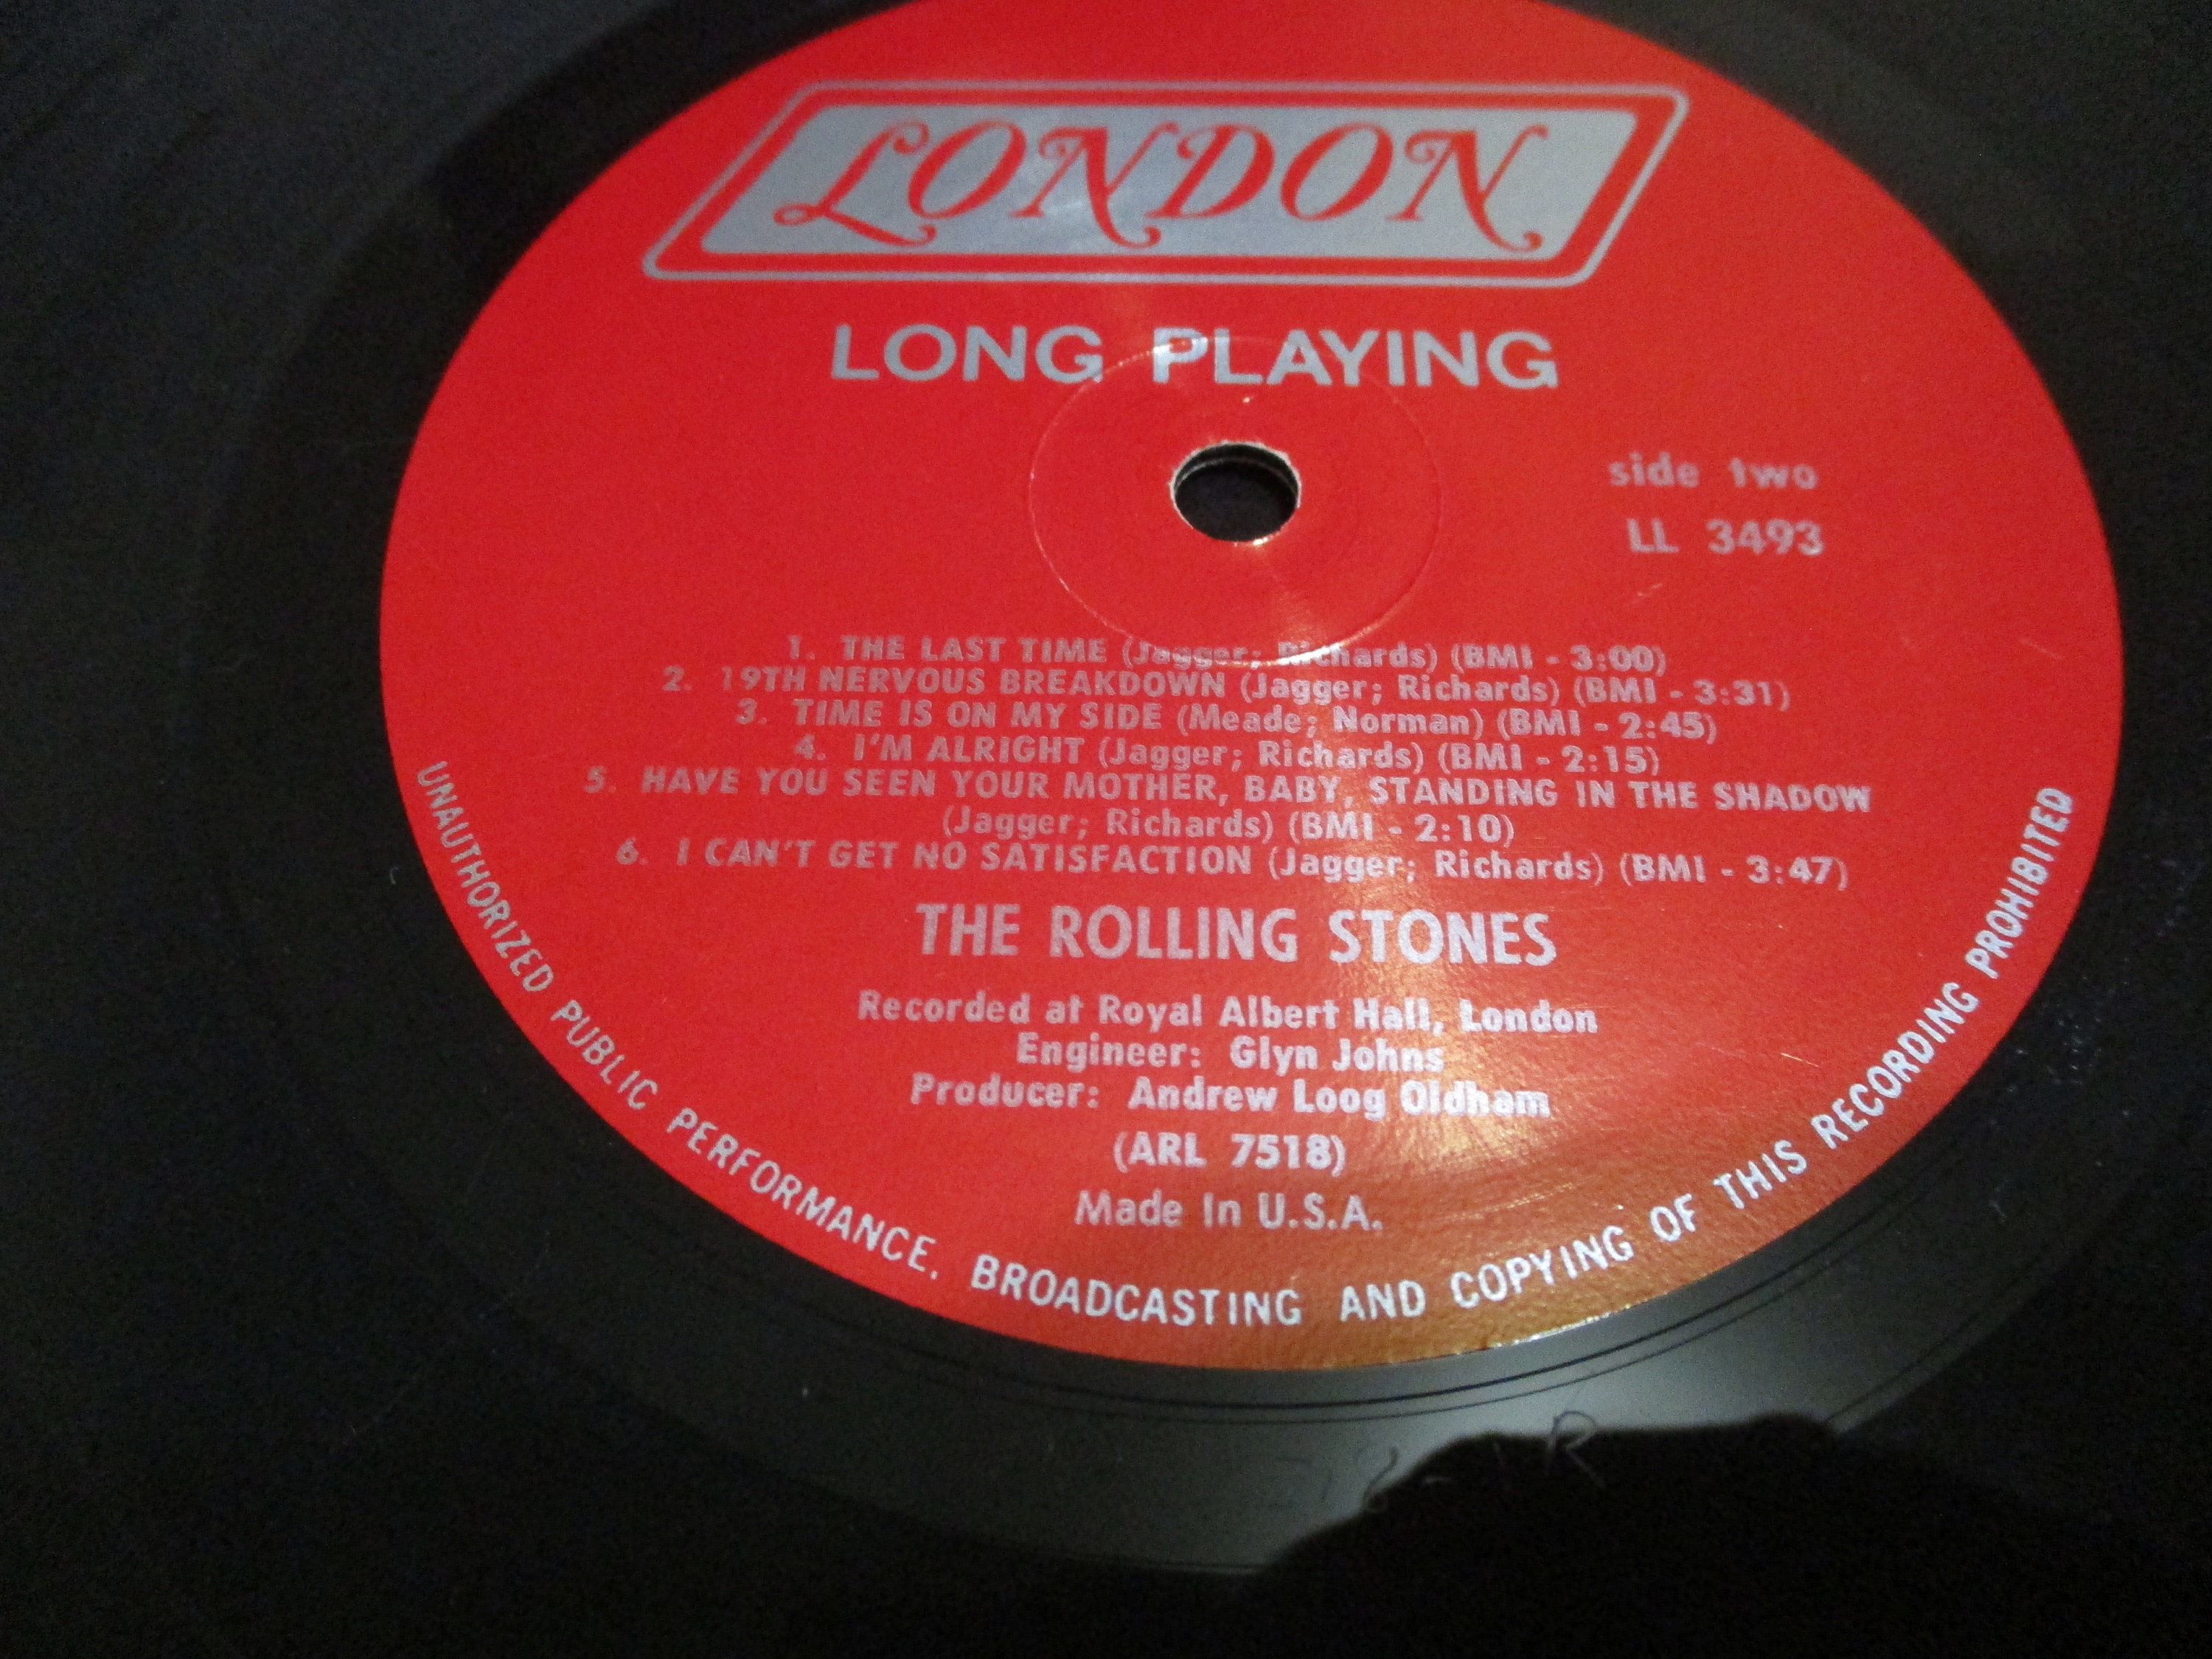 LONDON
LONG PLAYING
side two
LL 3493
1. THE LAST TIME (Jagger; Richards) (BMI - 3:00)
2. 19TH NERVOUS BREAKDOWN (Jagger; Richards) (BMI - 3:31)
3. TIME IS ON MY SIDE (Meade; Norman) (BMI - 2:45)
4. I'M ALRIGHT (Jagger; Richards) (BMI - 2:15)
5. HAVE YOU SEEN YOUR MOTHER, BABY, STANDING IN THE SHADOW
(Jagger; Richards) (BMI - 2:10)
6. I CAN'T GET NO SATISFACTION (Jagger; Richards) (BMI - 3:47)
THE ROLLING STONES
Recorded at Royal Albert Hall, London
Engineer: Glyn Johns
Producer: Andrew Loog Oldham
(ARL 7518)
Made In U.S.A.
UNAUTHORIZED PUBLIC PERFORMANCE, BROADCASTING AND COPYING OF THIS RECORDING PROHIBITED